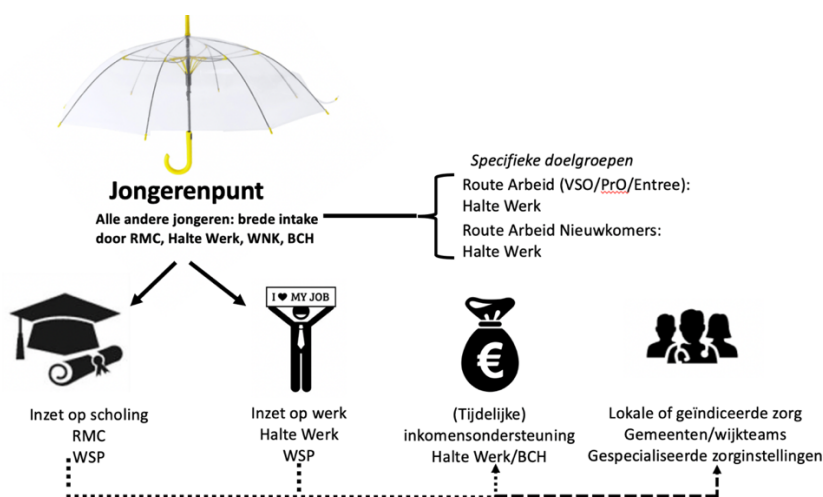 Jongerenpunt
Alle andere jongeren: brede intake
door RMC, Halte Werk, WNK, BCH
Specifieke doelgroepen
Route Arbeid (VSO/PrO/Entree):
Halte Werk
Route Arbeid Nieuwkomers:
Halte Werk
I ♥ MY JOB
€
Inzet op scholing
RMC
WSP
Inzet op werk
Halte Werk
WSP
(Tijdelijke)
inkomensondersteuning
Halte Werk/BCH
Lokale of geïndiceerde zorg
Gemeenten/wijkteams
Gespecialiseerde zorginstellingen